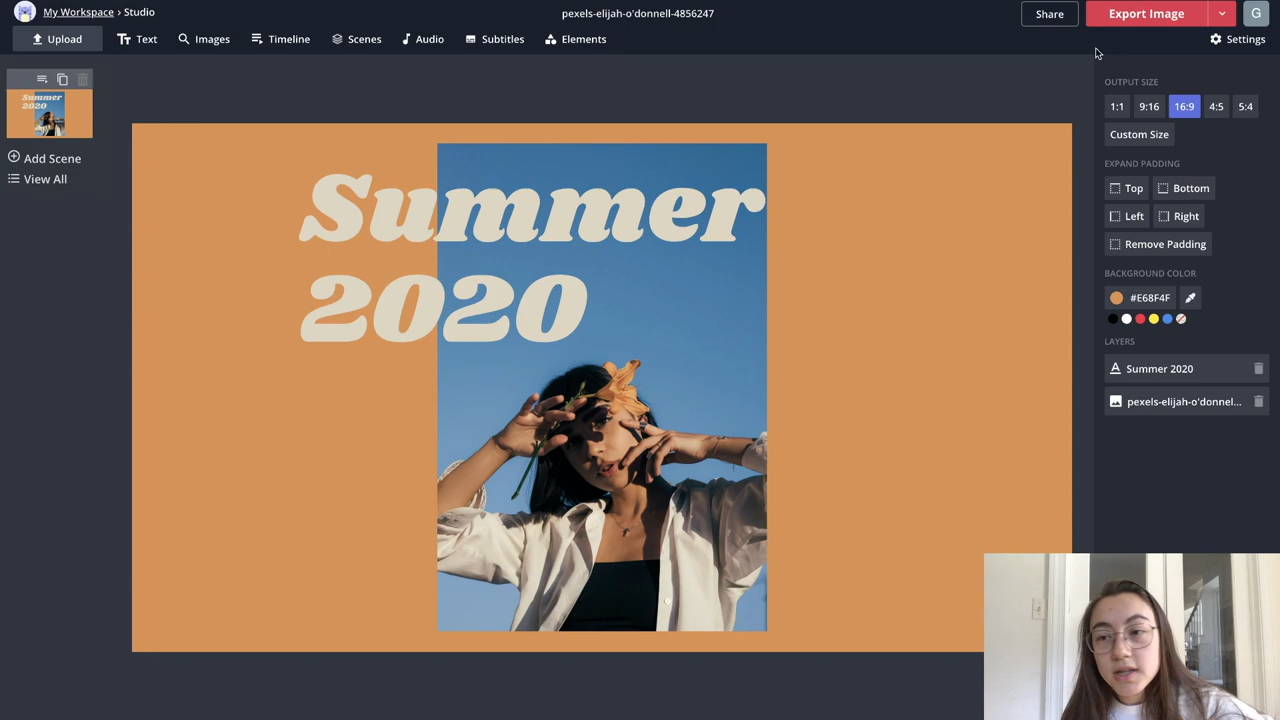 My Workspace › Studio
pexels-elijah-o'donnell-4856247
Share
Export Image
G
Upload
Text
Images
Timeline
Scenes
Audio
Subtitles
Elements
Settings
Summer
2020
Add Scene
View All
Summer
2020
OUTPUT SIZE
1:1 9:16 16:9 4:5 5:4
Custom Size
EXPAND PADDING
Top Bottom
Left Right
Remove Padding
BACKGROUND COLOR
#E68F4F
LAYERS
Summer 2020
pexels-elijah-o'donnel...